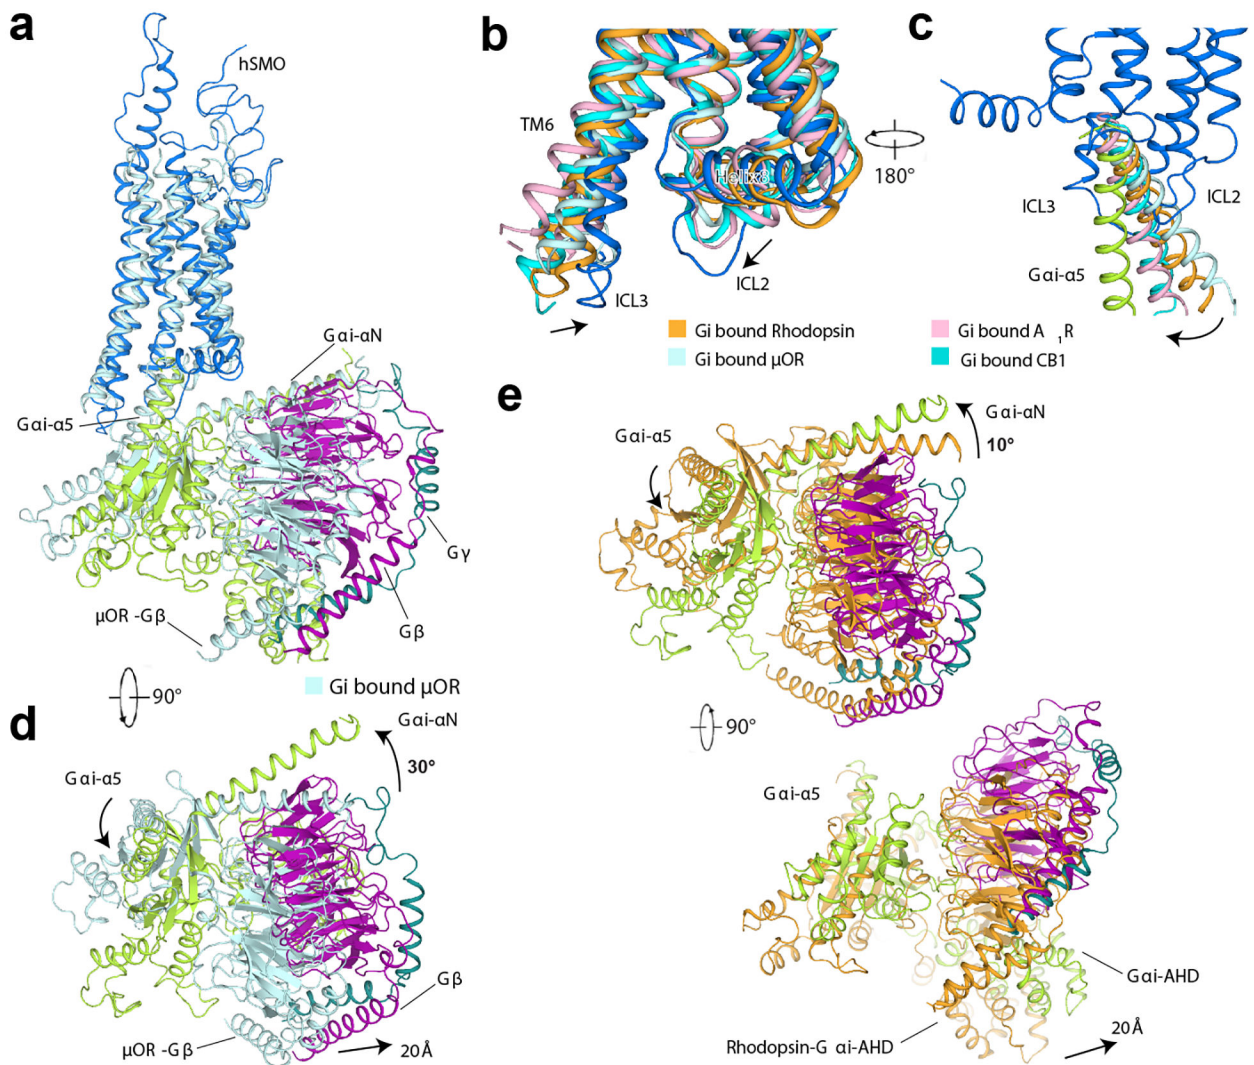 a
hSMO
Gαi-αN
Gαi-α5
Gγ
Gβ
μOR -Gβ
90°
Gi bound μOR
b
TM6
Helix8
180°
ICL2
ICL3
Gi bound Rhodopsin
Gi bound A ₁R
Gi bound μOR
Gi bound CB1
c
ICL3
ICL2
Gαi-α5
d
Gαi-αN
Gαi-α5
30°
Gβ
μOR -Gβ
20Å
e
Gαi-αN
Gαi-α5
10°
90°
Gαi-α5
Gαi-AHD
Rhodopsin-G αi-AHD
20Å